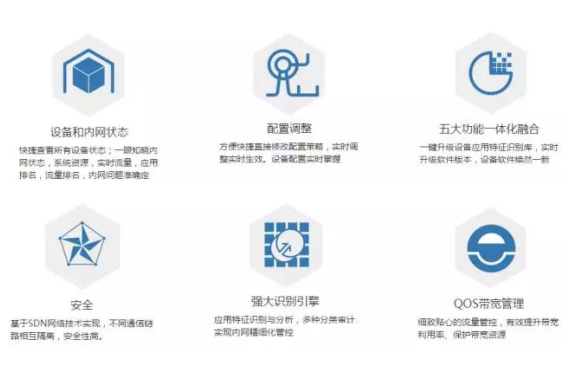 设备和内网状态
快捷查看所有设备状态；一眼知晓内
网状态，系统资源，实时流量，应用
排名，流量排名，内网问题准确定
配置调整
方便快捷直接修改配置策略，实时调
整实时生效。设备配置实时掌握
五大功能一体化融合
一键升级设备应用特征识别库，实时
升级软件版本，设备软件焕然一新
安全
基于SDN网络技术实现，不同通信链
路相互隔离，安全性高。
强大识别引擎
应用特征识别与分析，多种分类审计
实现内网精细化管控
QOS带宽管理
细致贴心的流量管控，有效提升带宽
利用率、保护带宽资源